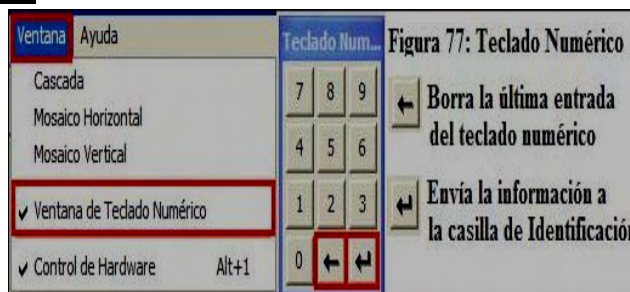 Ventana Ayuda
Cascada
Mosaico Horizontal
Mosaico Vertical
✓ Ventana de Teclado Numérico
✓ Control de Hardware Alt+1
Teclado Num...
7 8 9
4 5 6
1 2 3
0 ← ↵
Figura 77: Teclado Numérico
← Borra la última entrada
del teclado numérico
↵ Envía la información a
la casilla de Identificación